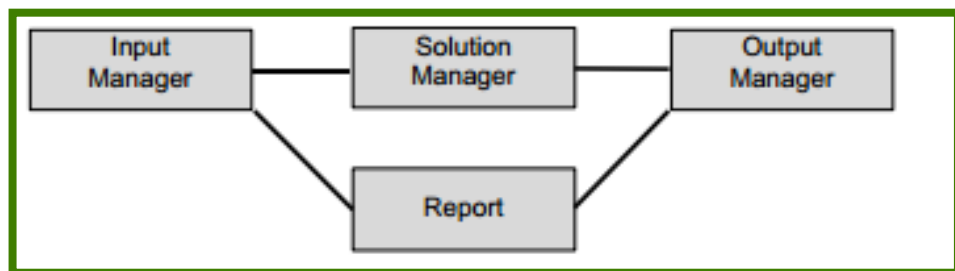 Input
Manager
Solution
Manager
Output
Manager
Report